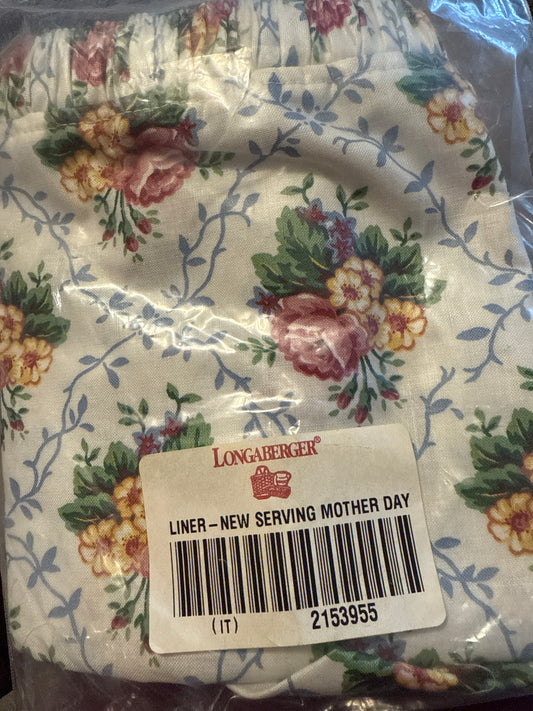 LONGABERGER®
LINER-NEW SERVING MOTHER DAY
(IT) 2153955